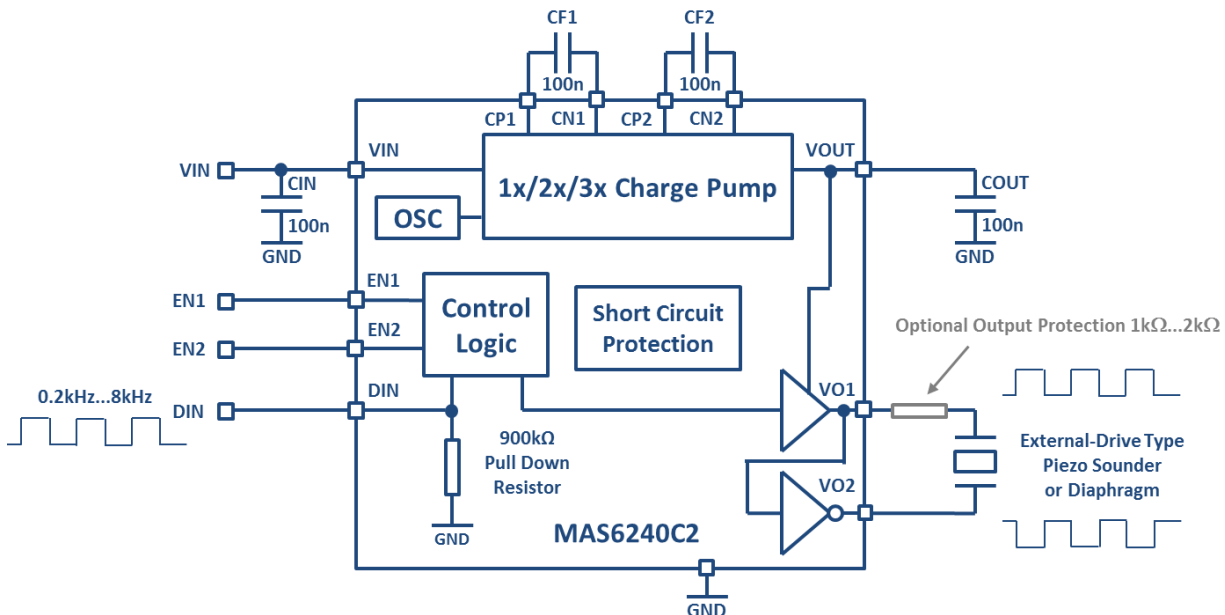 CF1
CF2
100n
100n
CP1
CN1
CP2
CN2
VIN
VIN
VOUT
1x/2x/3x Charge Pump
CIN
100n
GND
OSC
COUT
100n
GND
EN1
EN1
EN2
EN2
Control
Logic
Short Circuit
Protection
Optional Output Protection 1kΩ...2kΩ
0.2kHz...8kHz
DIN
DIN
VO1
900kΩ
Pull Down
Resistor
GND
External-Drive Type
Piezo Sounder
or Diaphragm
VO2
MAS6240C2
GND